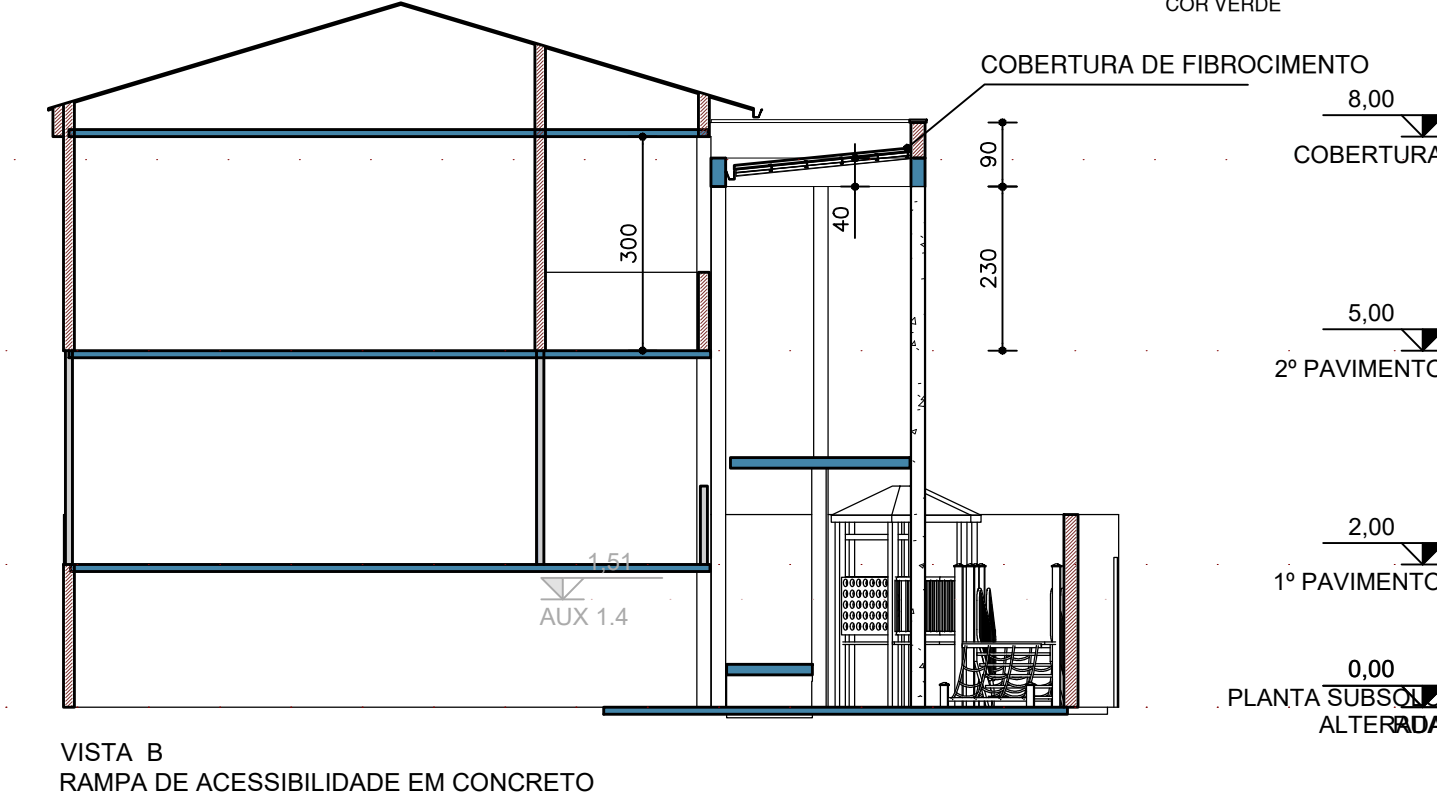 COR VERDE
COBERTURA DE FIBROCIMENTO
8,00
COBERTURA
90
40
300
230
5,00
2º PAVIMENTO
2,00
1º PAVIMENTO
1,51
AUX 1.4
0,00
PLANTA SUBSOLO
ALTERADA
VISTA B
RAMPA DE ACESSIBILIDADE EM CONCRETO